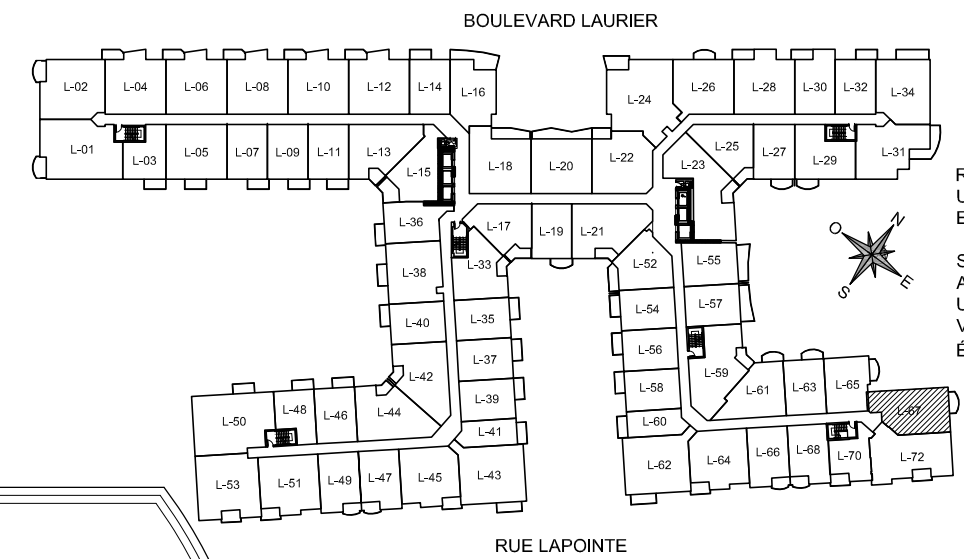 BOULEVARD LAURIER
L-02 L-04 L-06 L-08 L-10 L-12 L-14 L-16 L-24 L-26 L-28 L-30 L-32 L-34
L-01 L-03 L-05 L-07 L-09 L-11 L-13 L-15 L-18 L-20 L-22 L-23 L-25 L-27 L-29 L-31
R
U
E
L-36 L-17 L-19 L-21
N
O
E
S
L-38 L-33 L-52 L-55
S
A
U
V
É
L-40 L-35 L-54 L-57
L-42 L-37 L-56 L-59
L-39 L-58 L-61 L-63 L-65
L-50 L-48 L-46 L-44 L-41 L-60 L-67
L-53 L-51 L-49 L-47 L-45 L-43 L-62 L-64 L-66 L-68 L-70 L-72
RUE LAPOINTE